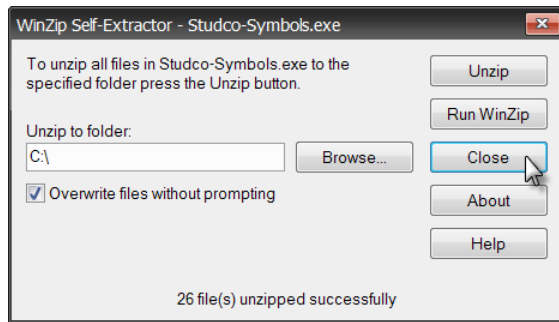 WinZip Self-Extractor - Studco-Symbols.exe
To unzip all files in Studco-Symbols.exe to the
specified folder press the Unzip button.
Unzip to folder:
C:\
Browse...
Overwrite files without prompting
Unzip
Run WinZip
Close
About
Help
26 file(s) unzipped successfully